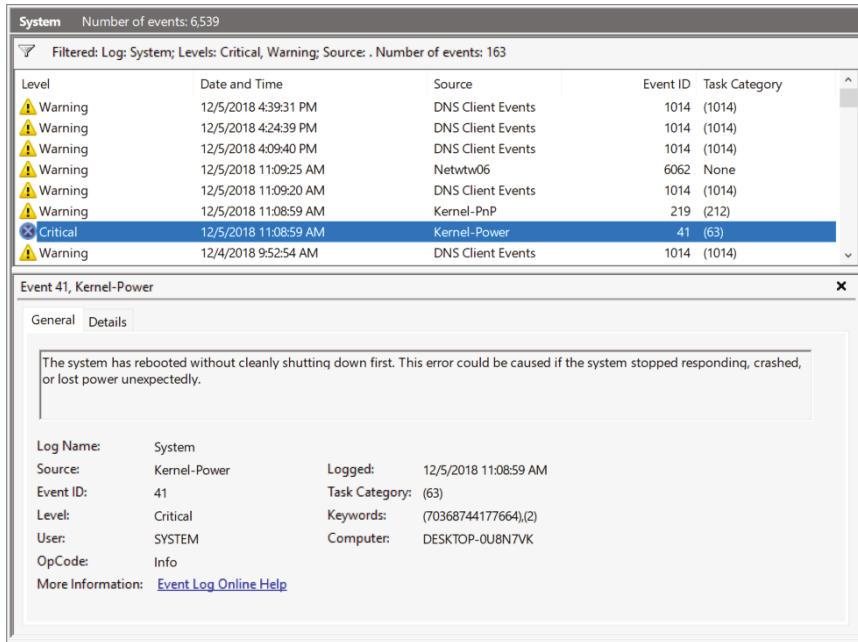 System Number of events: 6,539
Filtered: Log: System; Levels: Critical, Warning; Source: . Number of events: 163
Level Date and Time Source Event ID Task Category
Warning 12/5/2018 4:39:31 PM DNS Client Events 1014 (1014)
Warning 12/5/2018 4:24:39 PM DNS Client Events 1014 (1014)
Warning 12/5/2018 4:09:40 PM DNS Client Events 1014 (1014)
Warning 12/5/2018 11:09:25 AM Netwtw06 6062 None
Warning 12/5/2018 11:09:20 AM DNS Client Events 1014 (1014)
Warning 12/5/2018 11:08:59 AM Kernel-PnP 219 (212)
Critical 12/5/2018 11:08:59 AM Kernel-Power 41 (63)
Warning 12/4/2018 9:52:54 AM DNS Client Events 1014 (1014)
Event 41, Kernel-Power
General Details
The system has rebooted without cleanly shutting down first. This error could be caused if the system stopped responding, crashed,
or lost power unexpectedly.
Log Name: System
Source: Kernel-Power Logged: 12/5/2018 11:08:59 AM
Event ID: 41 Task Category: (63)
Level: Critical Keywords: (70368744177664),(2)
User: SYSTEM Computer: DESKTOP-0U8N7VK
OpCode: Info
More Information: Event Log Online Help